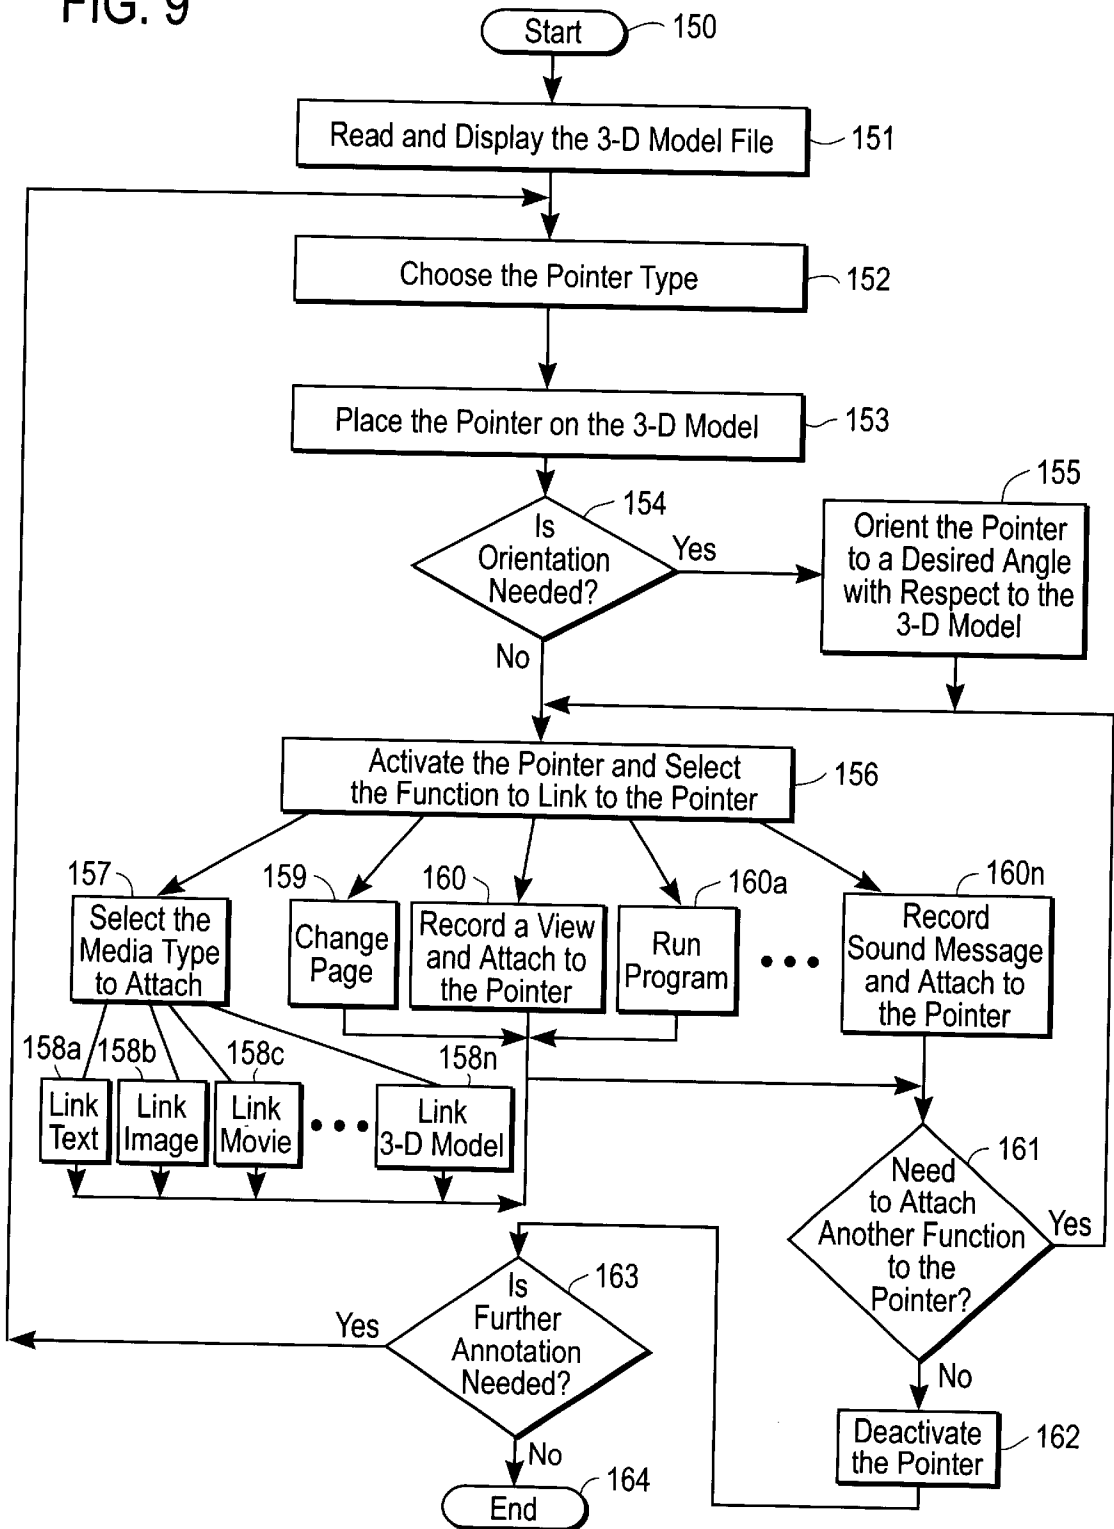 FIG. 9
Start
150
Read and Display the 3-D Model File
151
Choose the Pointer Type
152
Place the Pointer on the 3-D Model
153
154
Is
Orientation
Needed?
Yes
No
155
Orient the Pointer
to a Desired Angle
with Respect to the
3-D Model
Activate the Pointer and Select
the Function to Link to the Pointer
156
157
Select the
Media Type
to Attach
159
Change
Page
160
Record a View
and Attach to
the Pointer
160a
Run
Program
160n
Record
Sound Message
and Attach to
the Pointer
158a
Link
Text
158b
Link
Image
158c
Link
Movie
158n
Link
3-D Model
161
Need
to Attach
Another Function
to the
Pointer?
Yes
No
Deactivate
the Pointer
162
163
Is
Further
Annotation
Needed?
Yes
No
End
164